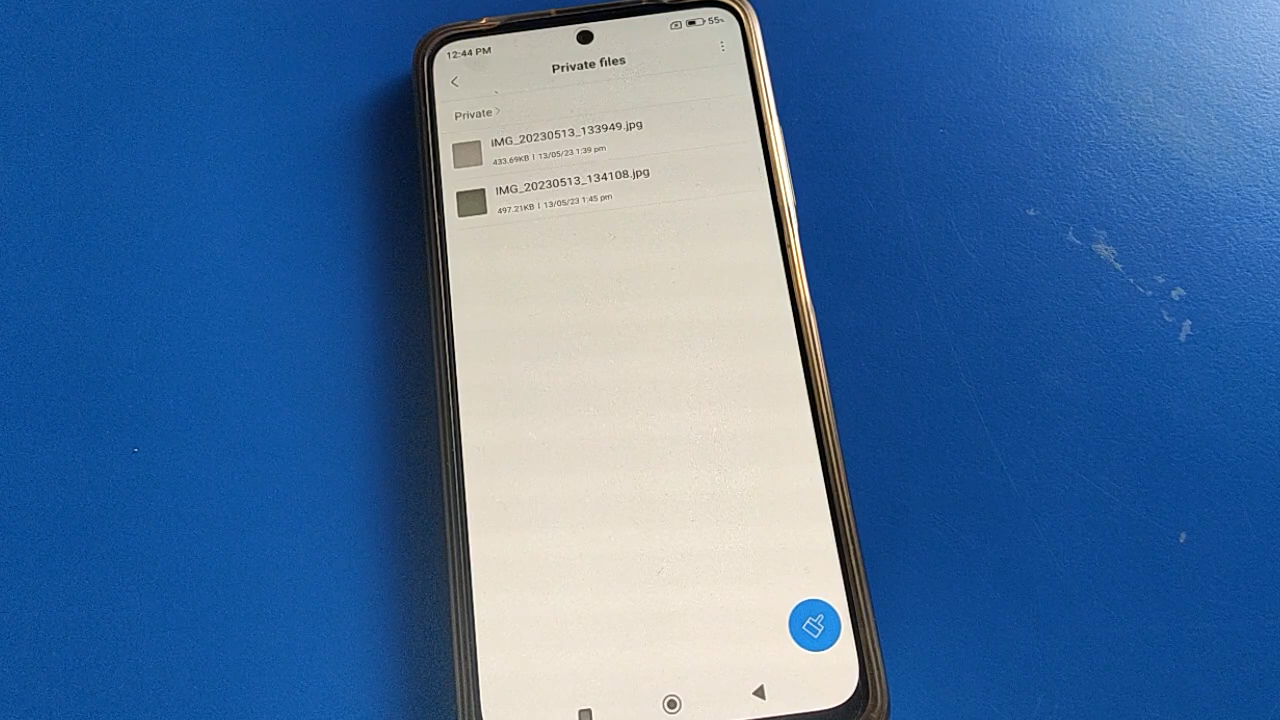 12:44 PM
55%
Private files
Private
IMG_20230513_133949.jpg
433.69KB | 13/05/23 1:39 pm
IMG_20230513_134108.jpg
497.21KB | 13/05/23 1:45 pm